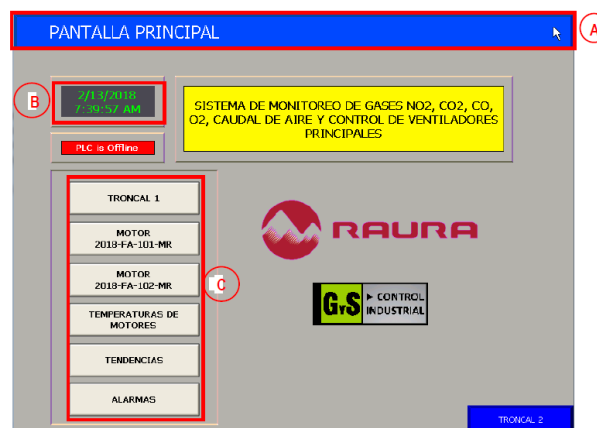 PANTALLA PRINCIPAL
A
B
2/13/2018
7:39:57 AM
SISTEMA DE MONITOREO DE GASES NO2, CO2, CO,
O2, CAUDAL DE AIRE Y CONTROL DE VENTILADORES
PRINCIPALES
PLC is Offline
TRONCAL 1
MOTOR
2018-FA-101-MR
MOTOR
2018-FA-102-MR
C
TEMPERATURAS DE
MOTORES
TENDENCIAS
ALARMAS
RAURA
GyS
CONTROL
INDUSTRIAL
TRONCAL 2